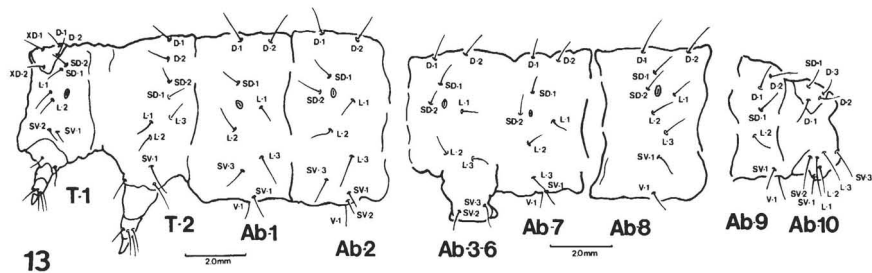 XD-1 D-1 D-2
XD-2 SD-2 SD-1
L-1
L-2
SV-2 SV-1
T-1
D-1
D-2
SD-2
SD-1
L-1 L-3
L-2
SV-1
T-2
D-1 D-2
SD-1
L-1
L-2
L-3
SV-3
SV-1
V-1
Ab-1
D-1 D-2
SD-1
SD-2
L-1
L-2
L-3
SV-3
SV-1
SV-2
V-1
Ab-2
D-1 D-2
SD-1
SD-2 L-1
L-2
L-3
SV-3
SV-2
Ab-3-6
D-1 D-2
SD-1
SD-2
L-1
L-2
L-3
SV-1
V-1
Ab-7
D-1 D-2
SD-1
SD-2
L-1
L-2
SV-1
V-1
Ab-8
SD-1
D-1
SD-1
L-2
V-1
Ab-9
D-3
D-2
D-1
SV-3
L-3
L-2
L-1
SV-2
SV-1
Ab-10
2.0mm
2.0mm
13